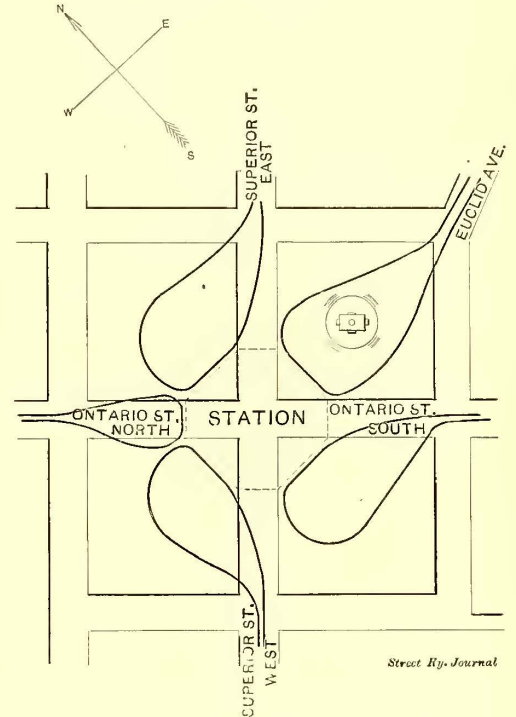 N
E
W
S
SUPERIOR ST.
EAST
EUCLID AVE.
ONTARIO ST.
NORTH
STATION
ONTARIO ST.
SOUTH
SUPERIOR ST.
WEST
Street Ry. Journal